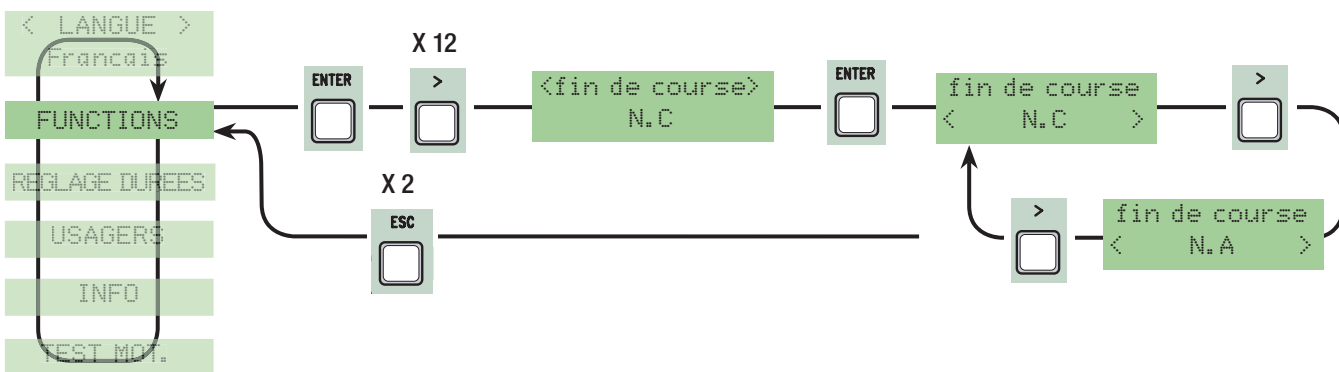 < LANGUE >
Francais
FUNCTIONS
REGLAGE DUREES
USAGERS
INFO
TEST MOT.
ENTER
X 12
>
<fin de course>
N.C
ENTER
fin de course
< N.C >
>
X 2
ESC
>
fin de course
< N.A >